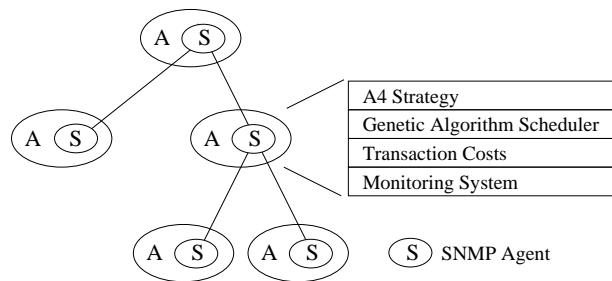 A S
A S
A S
A4 Strategy
Genetic Algorithm Scheduler
Transaction Costs
Monitoring System
A S
A S
S SNMP Agent